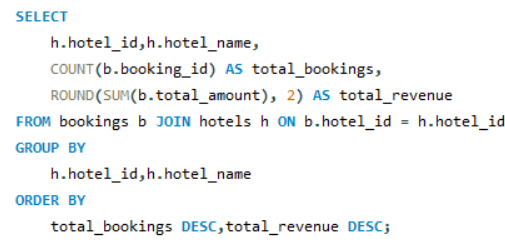 SELECT
    h.hotel_id,h.hotel_name,
    COUNT(b.booking_id) AS total_bookings,
    ROUND(SUM(b.total_amount), 2) AS total_revenue
FROM bookings b JOIN hotels h ON b.hotel_id = h.hotel_id
GROUP BY
    h.hotel_id,h.hotel_name
ORDER BY
    total_bookings DESC,total_revenue DESC;